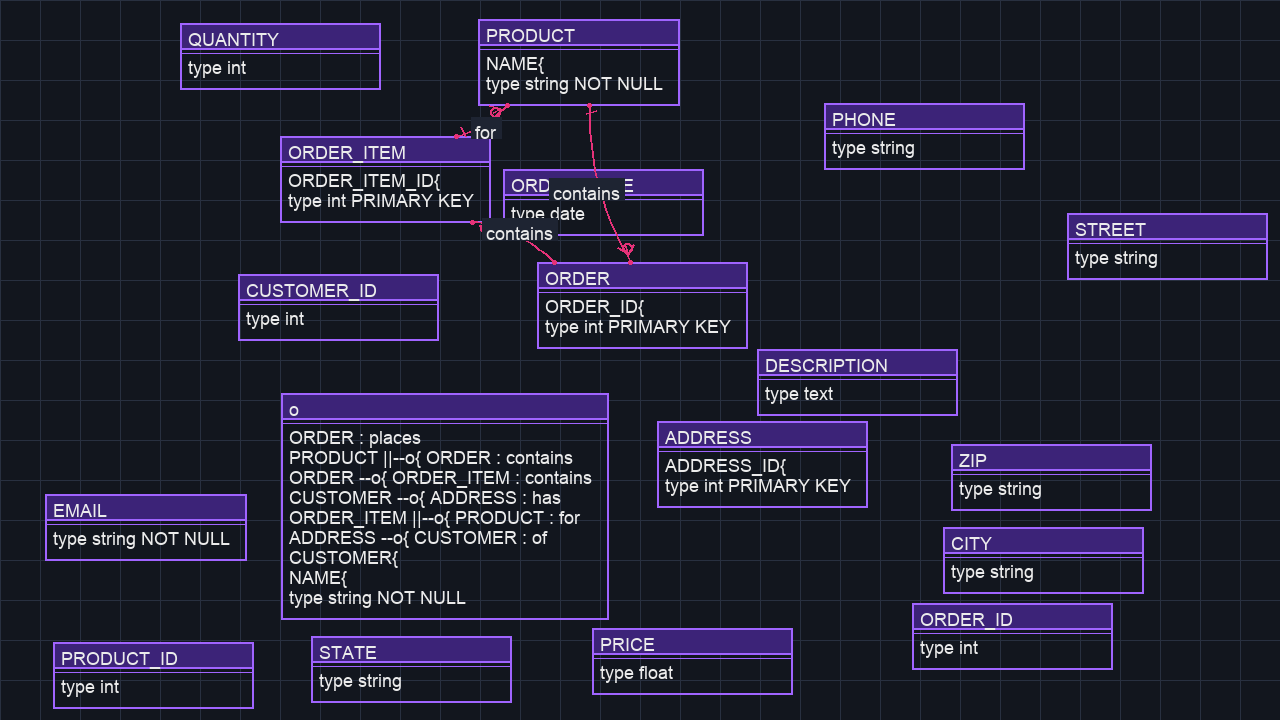 QUANTITY
type int
PRODUCT
NAME{
type string NOT NULL
PHONE
type string
for
ORDER_ITEM
ORDER_ITEM_ID{
type int PRIMARY KEY
type date
contains
contains
STREET
type string
CUSTOMER_ID
type int
ORDER
ORDER_ID{
type int PRIMARY KEY
DESCRIPTION
type text
o
ORDER : places
PRODUCT ||--o{ ORDER : contains
ORDER --o{ ORDER_ITEM : contains
CUSTOMER --o{ ADDRESS : has
ORDER_ITEM ||--o{ PRODUCT : for
ADDRESS --o{ CUSTOMER : of
CUSTOMER{
NAME{
type string NOT NULL
ADDRESS
ADDRESS_ID{
type int PRIMARY KEY
ZIP
type string
EMAIL
type string NOT NULL
CITY
type string
ORDER_ID
type int
PRODUCT_ID
type int
STATE
type string
PRICE
type float